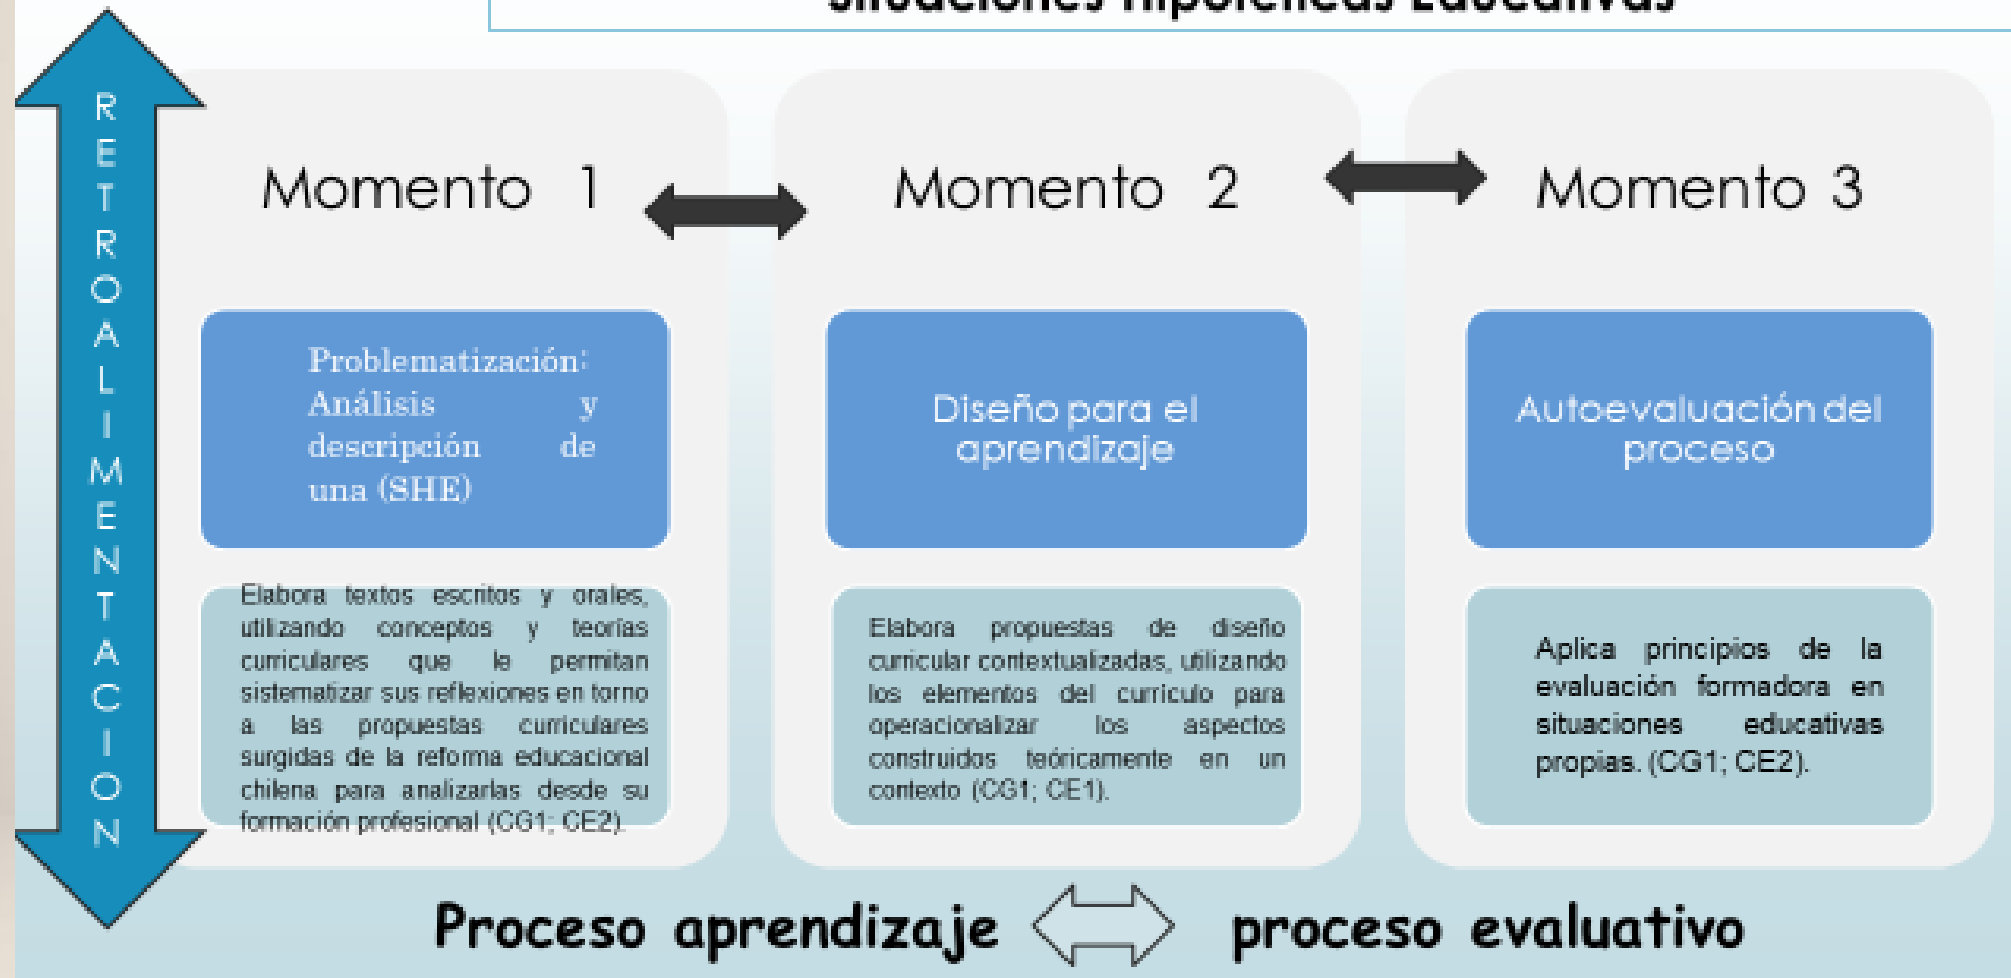 Situaciones Hipotéticas Educativas
RETROALIMENTACION
Momento 1
Problematización:
Análisis y
descripción de
una (SHE)
Elabora textos escritos y orales,
utilizando conceptos y teorías
curriculares que le permitan
sistematizar sus reflexiones en torno
a las propuestas curriculares
surgidas de la reforma educacional
chilena para analizarlas desde su
formación profesional (CG1; CE2).
Momento 2
Diseño para el
aprendizaje
Elabora propuestas de diseño
curricular contextualizadas, utilizando
los elementos del currículo para
operacionalizar los aspectos
construidos teóricamente en un
contexto (CG1; CE1).
Momento 3
Autoevaluación del
proceso
Aplica principios de la
evaluación formadora en
situaciones educativas
propias. (CG1; CE2).
Proceso aprendizaje proceso evaluativo